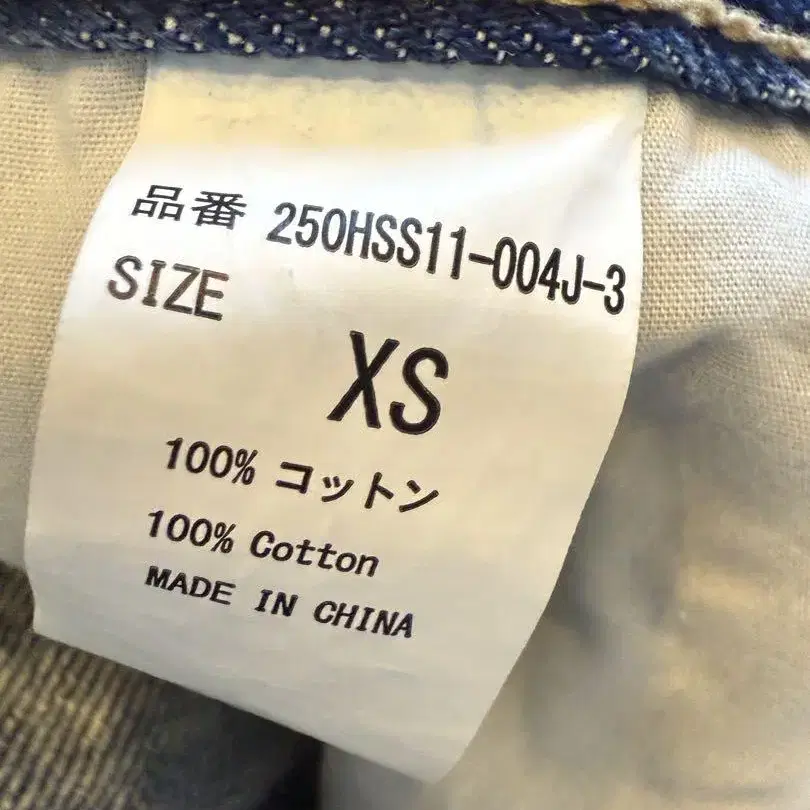 品番 250HSS11-004J-3
SIZE
XS
100% コットン
100% Cotton
MADE IN CHINA